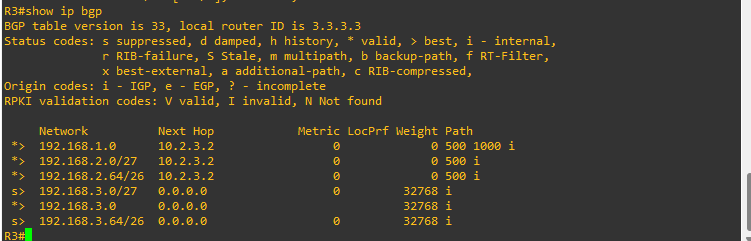 R3#show ip bgp
BGP table version is 33, local router ID is 3.3.3.3
Status codes: s suppressed, d damped, h history, * valid, > best, i - internal,
              r RIB-failure, S Stale, m multipath, b backup-path, f RT-Filter,
              x best-external, a additional-path, c RIB-compressed,
Origin codes: i - IGP, e - EGP, ? - incomplete
RPKI validation codes: V valid, I invalid, N Not found

     Network          Next Hop            Metric LocPrf Weight Path
 *>  192.168.1.0      10.2.3.2                 0             0 500 1000 i
 *>  192.168.2.0/27   10.2.3.2                 0             0 500 i
 *>  192.168.2.64/26  10.2.3.2                 0             0 500 i
 s>  192.168.3.0/27   0.0.0.0                  0         32768 i
 *>  192.168.3.0      0.0.0.0                            32768 i
 s>  192.168.3.64/26  0.0.0.0                  0         32768 i
R3#